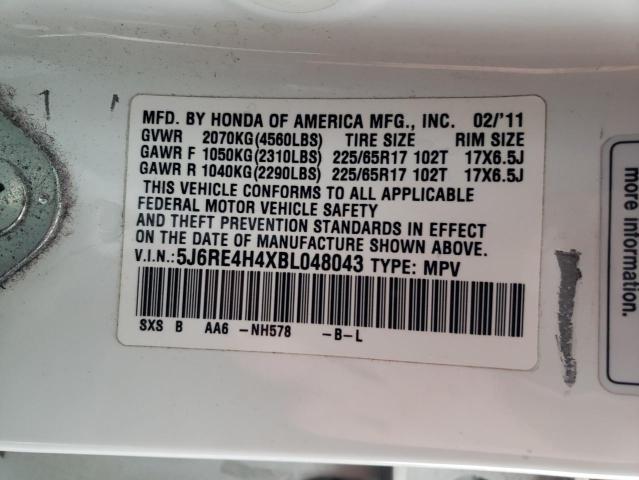 MFD. BY HONDA OF AMERICA MFG., INC. 02/'11
GVWR 2070KG(4560LBS) TIRE SIZE RIM SIZE
GAWR F 1050KG(2310LBS) 225/65R17 102T 17X6.5J
GAWR R 1040KG(2290LBS) 225/65R17 102T 17X6.5J
THIS VEHICLE CONFORMS TO ALL APPLICABLE
FEDERAL MOTOR VEHICLE SAFETY
AND THEFT PREVENTION STANDARDS IN EFFECT
ON THE DATE OF MANUFACTURE SHOWN ABOVE.
V.I.N.:5J6RE4H4XBL048043 TYPE: MPV
SXS B AA6 -NH578 -B-L
more information.